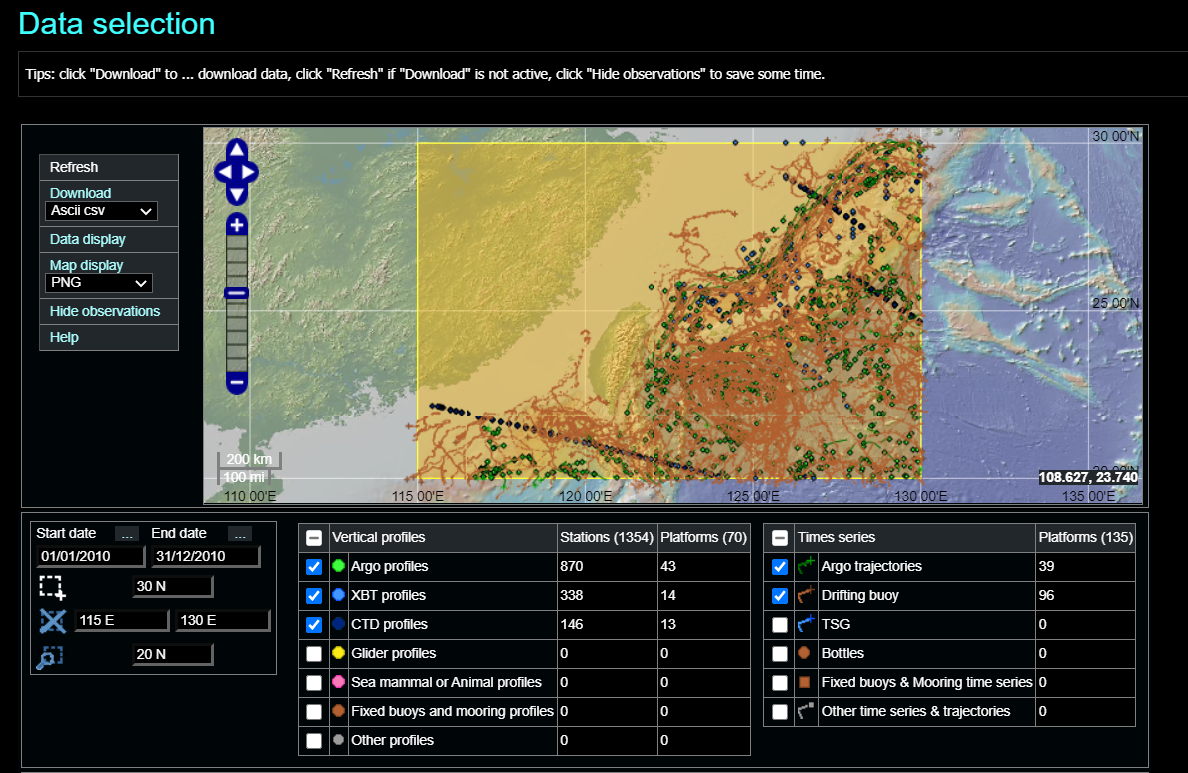 Data selection
Tips: click "Download" to ... download data, click "Refresh" if "Download" is not active, click "Hide observations" to save some time.
Refresh
Download
Ascii csv
Data display
Map display
PNG
Hide observations
Help
30 00'N
25 00'N
200 km
100 mi
108.627, 23.740
110 00'E
115 00'E
120 00'E
125 00'E
130 00'E
135 00'E
Start date ... End date ...
01/01/2010 31/12/2010
30 N
115 E 130 E
20 N
Vertical profiles Stations (1354) Platforms (70)
Argo profiles 870 43
XBT profiles 338 14
CTD profiles 146 13
Glider profiles 0 0
Sea mammal or Animal profiles 0 0
Fixed buoys and mooring profiles 0 0
Other profiles 0 0
Times series Platforms (135)
Argo trajectories 39
Drifting buoy 96
TSG 0
Bottles 0
Fixed buoys & Mooring time series 0
Other time series & trajectories 0